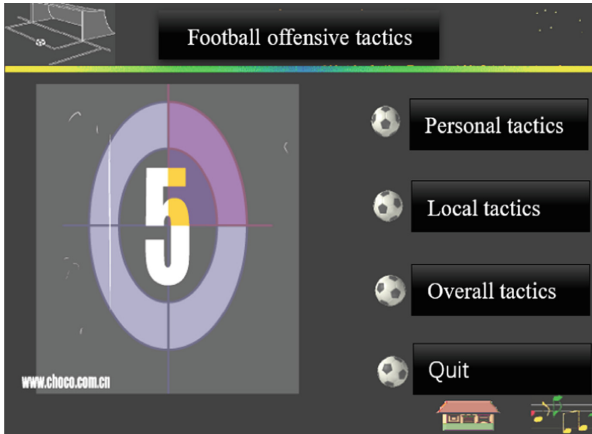 Football offensive tactics
Personal tactics
Local tactics
Overall tactics
Quit
5
www.choco.com.cn